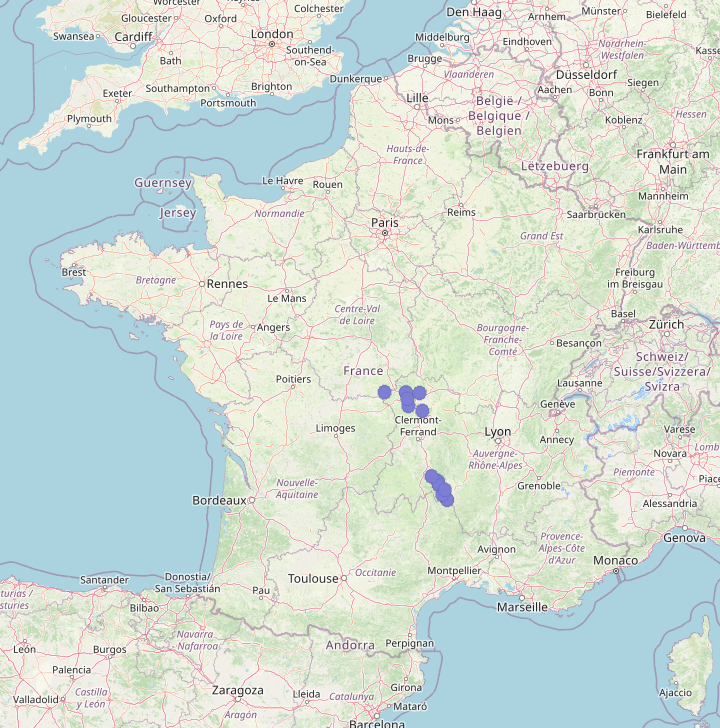 Worcester
Gloucester
Colchester
Swansea
Oxford
Cardiff
London
Bath
Southend-
on-Sea
Exeter
Southampton
Brighton
Portsmouth
Plymouth
Den Haag
Arnhem
Münster
Bielefeld
Middelburg
Eindhoven
Brugge
Nordrhein-
Westfalen
Dunkerque
Vlaanderen
Düsseldorf
Aachen
Siegen
Lille
België /
Belgique /
Belgien
Bonn
Mons
Koblenz
Hessen
Hauts-de-
France
Frankfurt am
Main
Lëtzebuerg
Guernsey
Le Havre
Rouen
Mannheim
Jersey
Normandie
Reims
Saarbrücken
Paris
Karlsruhe
Grand Est
Baden-Württemb
Brest
Bretagne
Rennes
Freiburg
im Breisgau
Le Mans
Centre-Val
de Loire
Basel
Pays de
la Loire
Angers
Bourgogne-
Franche-
Comté
Zürich
Besançon
Schweiz/
Suisse/Svizzera/
Svizra
France
Poitiers
Lausanne
Genève
Limoges
Clermont-
Ferrand
Lyon
Annecy
Varese
Novara
Auvergne-
Rhône-Alpes
Piemonte
Nouvelle-
Aquitaine
Grenoble
Bordeaux
Alessandria
Genova
Provence-
Alpes-Côte
d'Azur
Avignon
Monaco
Toulouse
Occitanie
Montpellier
Santander
Donostia/
San Sebastián
Pau
Marseille
Bilbao
León
Burgos
Navarra
Nafarroa
Andorra
Perpignan
Palencia
Valladolid
Castilla
y León
Zaragoza
Lleida
Catalunya
Girona
Mataró
Aragón
Barcelona
Ajaccio